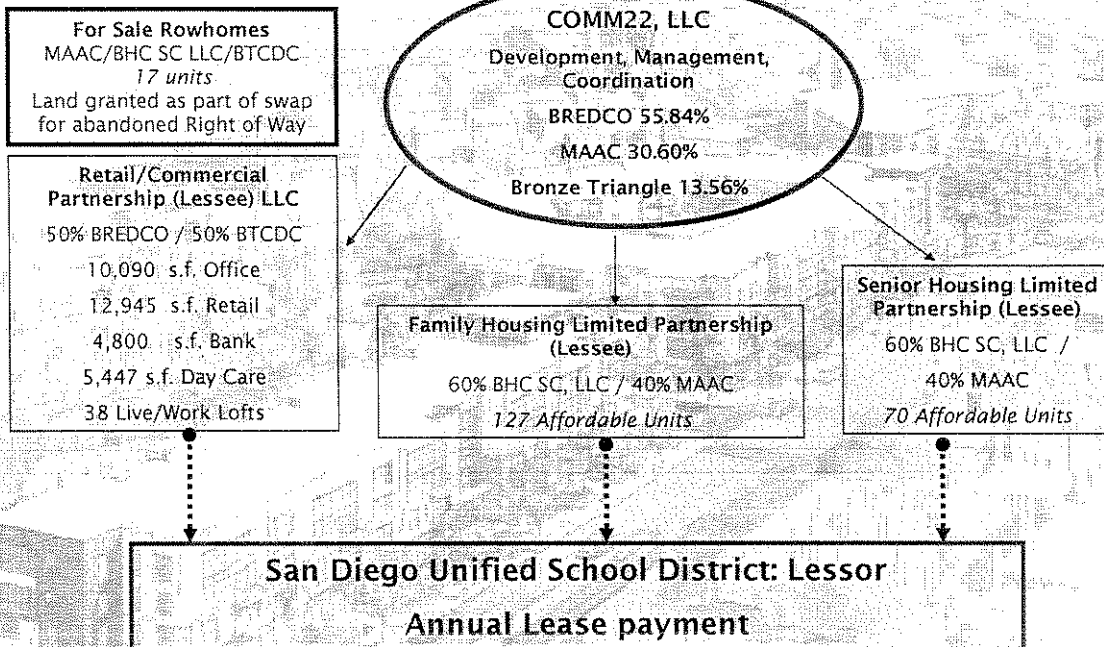 For Sale Rowhomes
MAAC/BHC SC LLC/BTCDC
17 units
Land granted as part of swap
for abandoned Right of Way
COMM22, LLC
Development, Management,
Coordination
BREDCO 55.84%
MAAC 30.60%
Bronze Triangle 13.56%
Retail/Commercial
Partnership (Lessee) LLC
50% BREDCO / 50% BTCDC
10,090 s.f. Office
12,945 s.f. Retail
4,800 s.f. Bank
5,447 s.f. Day Care
38 Live/Work Lofts
Family Housing Limited Partnership
(Lessee)
60% BHC SC, LLC / 40% MAAC
127 Affordable Units
Senior Housing Limited
Partnership (Lessee)
60% BHC SC, LLC /
40% MAAC
70 Affordable Units
San Diego Unified School District: Lessor
Annual Lease payment